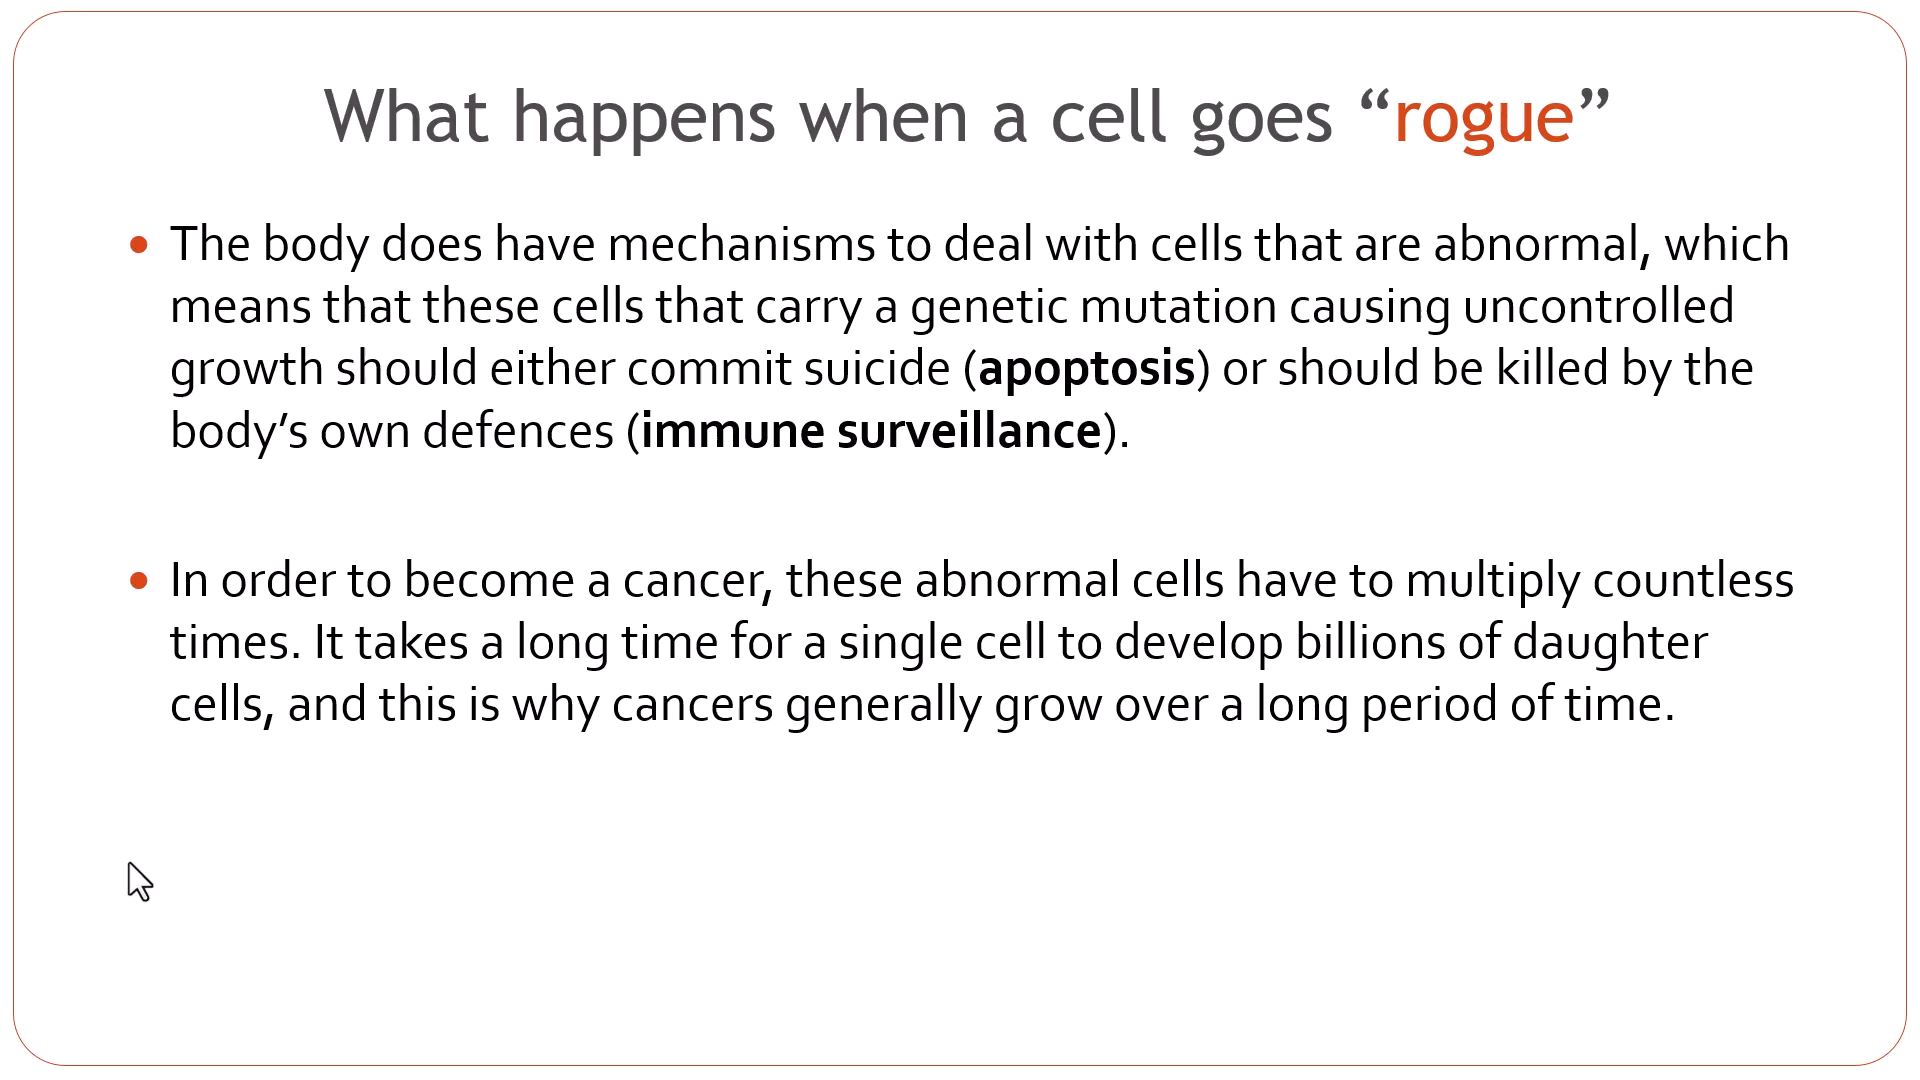 What happens when a cell goes “rogue”
• The body does have mechanisms to deal with cells that are abnormal, which
means that these cells that carry a genetic mutation causing uncontrolled
growth should either commit suicide (apoptosis) or should be killed by the
body’s own defences (immune surveillance).
• In order to become a cancer, these abnormal cells have to multiply countless
times. It takes a long time for a single cell to develop billions of daughter
cells, and this is why cancers generally grow over a long period of time.